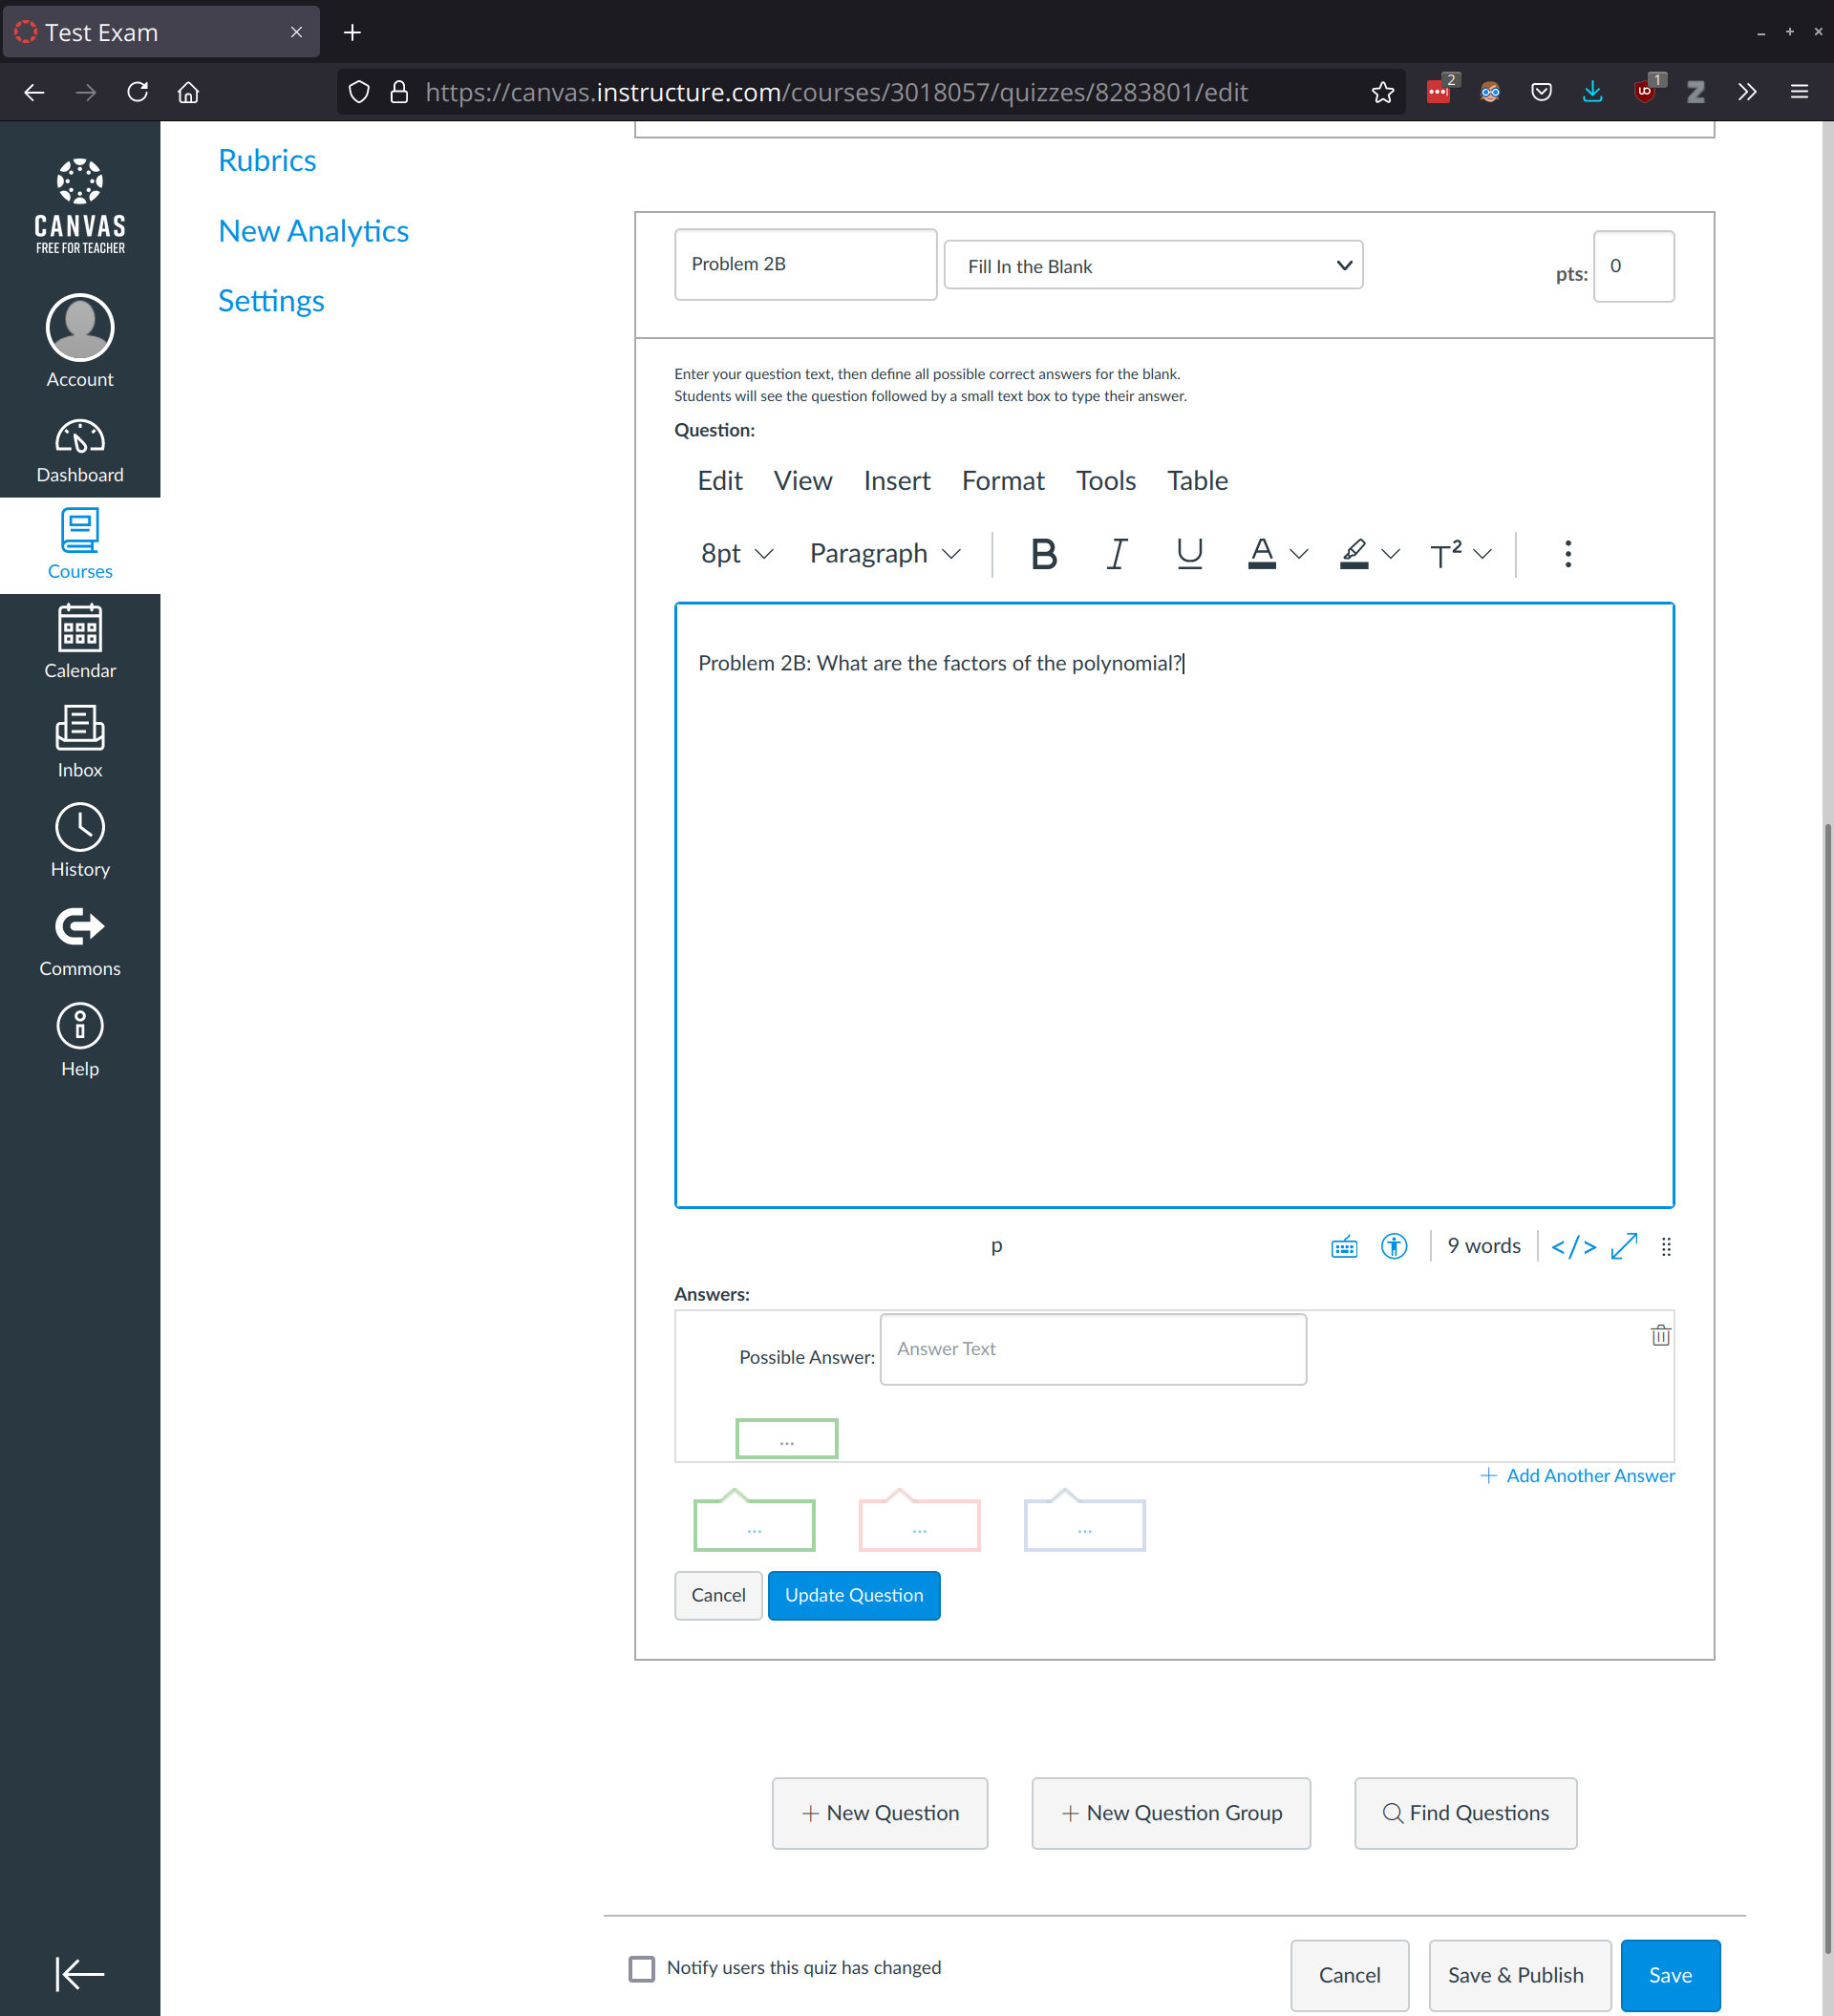 Test Exam
https://canvas.instructure.com/courses/3018057/quizzes/8283801/edit
2
1
CANVAS
FREE FOR TEACHER
Account
Dashboard
Courses
Calendar
Inbox
History
Commons
Help
Rubrics
New Analytics
Settings
Problem 2B
Fill In the Blank
pts:
0
Enter your question text, then define all possible correct answers for the blank.
Students will see the question followed by a small text box to type their answer.
Question:
Edit View Insert Format Tools Table
8pt Paragraph B I U A T²
Problem 2B: What are the factors of the polynomial?
p
9 words
</>
Answers:
Possible Answer:
Answer Text
...
+ Add Another Answer
... ... ...
Cancel
Update Question
+ New Question
+ New Question Group
Find Questions
Notify users this quiz has changed
Cancel
Save & Publish
Save